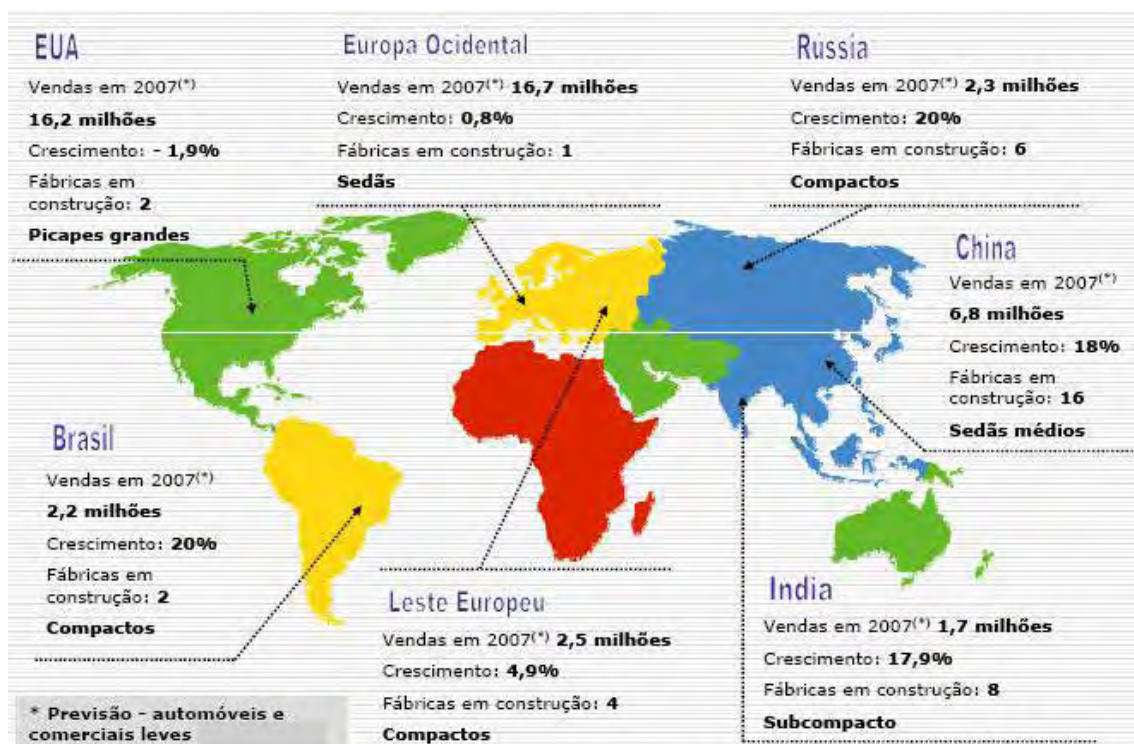 EUA
Vendas em 2007(*)
16,2 milhões
Crescimento: - 1,9%
Fábricas em
construção: 2
Picapes grandes
Europa Ocidental
Vendas em 2007(*) 16,7 milhões
Crescimento: 0,8%
Fábricas em construção: 1
Sedãs
Russia
Vendas em 2007(*) 2,3 milhões
Crescimento: 20%
Fábricas em construção: 6
Compactos
China
Vendas em 2007(*)
6,8 milhões
Crescimento: 18%
Fábricas em
construção: 16
Sedãs médios
Brasil
Vendas em 2007(*)
2,2 milhões
Crescimento: 20%
Fábricas em
construção: 2
Compactos
Leste Europeu
Vendas em 2007(*) 2,5 milhões
Crescimento: 4,9%
Fábricas em construção: 4
Compactos
India
Vendas em 2007(*) 1,7 milhões
Crescimento: 17,9%
Fábricas em construção: 8
Subcompacto
* Previsão - automóveis e
comerciais leves